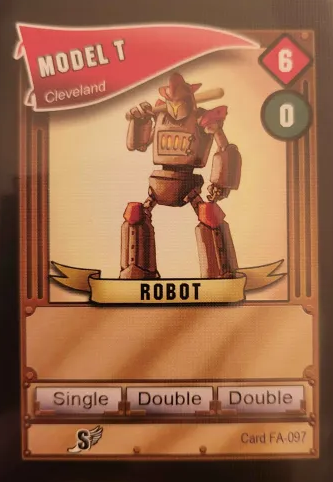 MODEL T
Cleveland
6
0
ROBOT
Single Double Double
S
Card FA-097